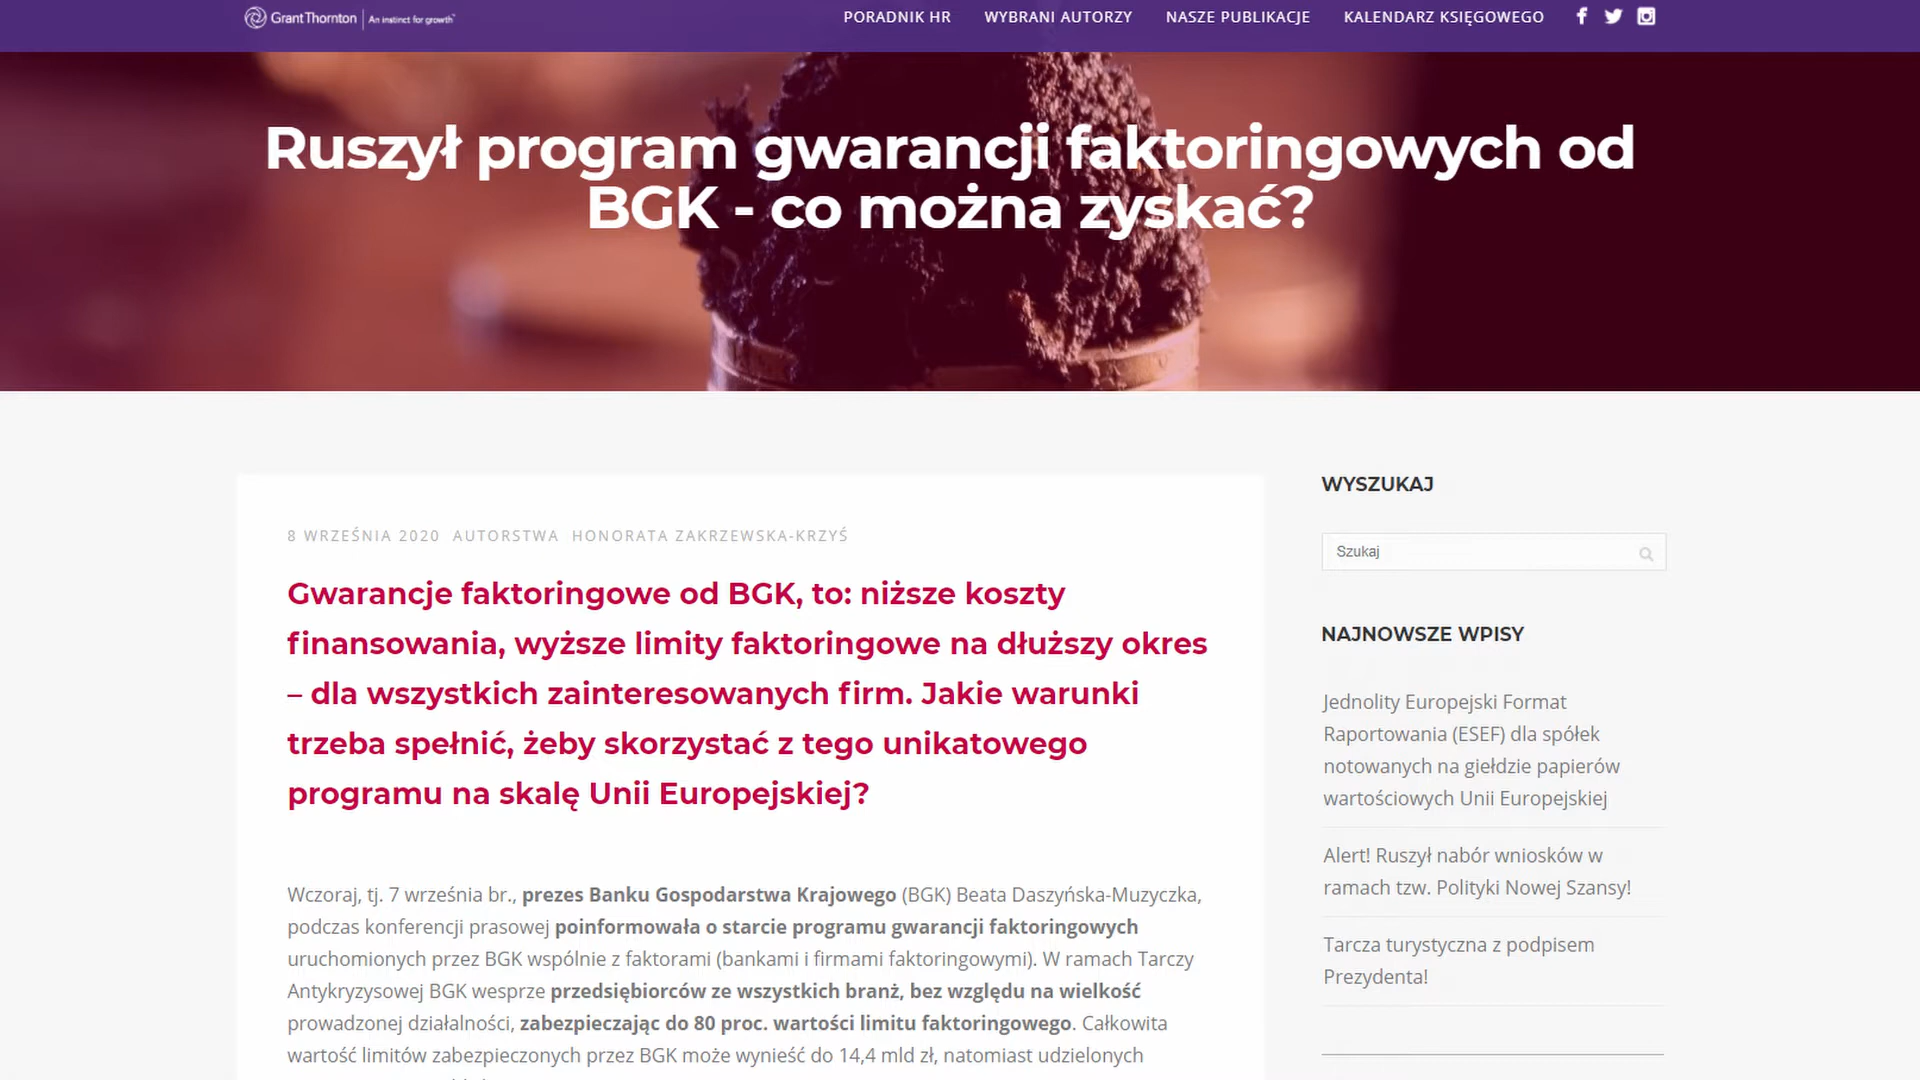 Grant Thornton | An instinct for growth™
PORADNIK HR
WYBRANI AUTORZY
NASZE PUBLIKACJE
KALENDARZ KSIĘGOWEGO
Ruszył program gwarancji faktoringowych od
BGK - co można zyskać?
8 WRZEŚNIA 2020 AUTORSTWA HONORATA ZAKRZEWSKA-KRZYŚ
Gwarancje faktoringowe od BGK, to: niższe koszty
finansowania, wyższe limity faktoringowe na dłuższy okres
– dla wszystkich zainteresowanych firm. Jakie warunki
trzeba spełnić, żeby skorzystać z tego unikatowego
programu na skalę Unii Europejskiej?
Wczoraj, tj. 7 września br., prezes Banku Gospodarstwa Krajowego (BGK) Beata Daszyńska-Muzyczka,
podczas konferencji prasowej poinformowała o starcie programu gwarancji faktoringowych
uruchomionych przez BGK wspólnie z faktorami (bankami i firmami faktoringowymi). W ramach Tarczy
Antykryzysowej BGK wesprze przedsiębiorców ze wszystkich branż, bez względu na wielkość
prowadzonej działalności, zabezpieczając do 80 proc. wartości limitu faktoringowego. Całkowita
wartość limitów zabezpieczonych przez BGK może wynieść do 14,4 mld zł, natomiast udzielonych
WYSZUKAJ
Szukaj
NAJNOWSZE WPISY
Jednolity Europejski Format
Raportowania (ESEF) dla spółek
notowanych na giełdzie papierów
wartościowych Unii Europejskiej
Alert! Ruszył nabór wniosków w
ramach tzw. Polityki Nowej Szansy!
Tarcza turystyczna z podpisem
Prezydenta!